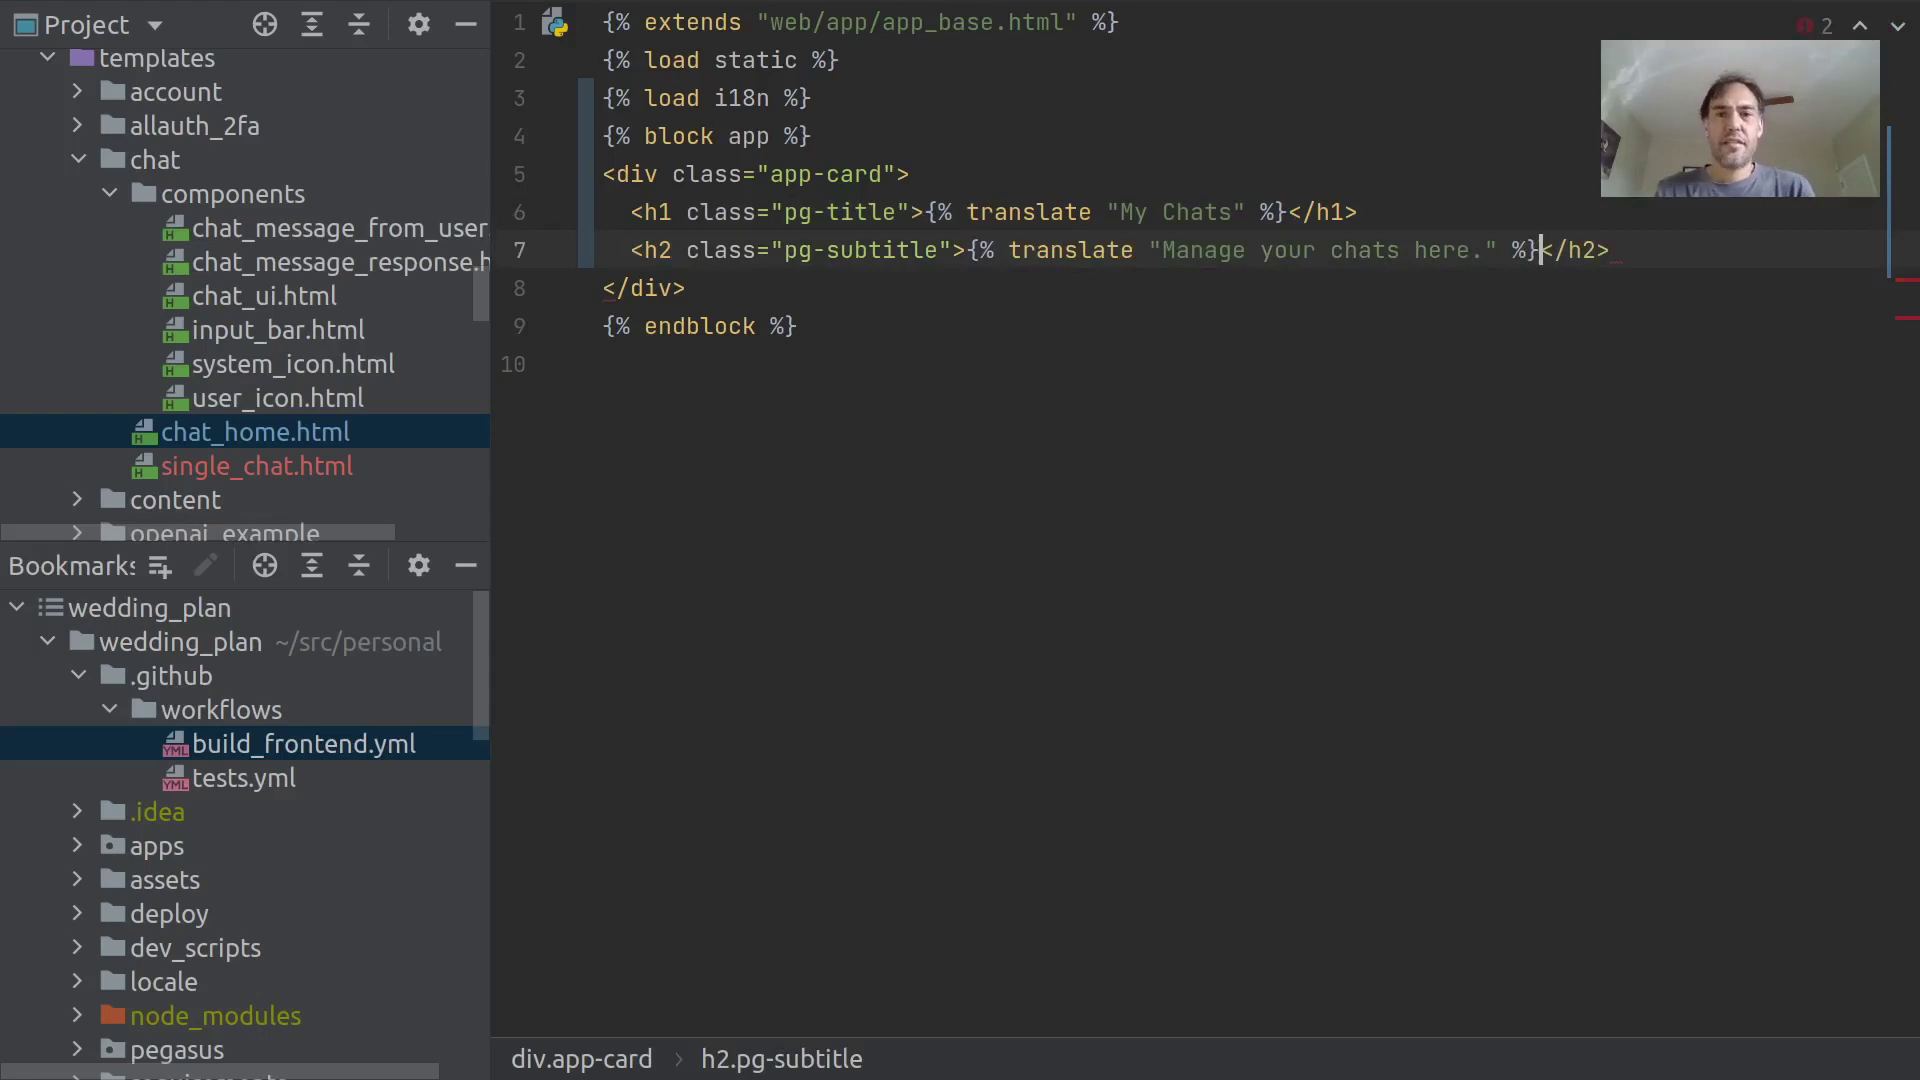 Project
templates
account
allauth_2fa
chat
components
chat_message_from_user.
chat_message_response.h
chat_ui.html
input_bar.html
system_icon.html
user_icon.html
chat_home.html
single_chat.html
content
openai_example
Bookmarks
wedding_plan
wedding_plan ~/src/personal
.github
workflows
build_frontend.yml
tests.yml
.idea
apps
assets
deploy
dev_scripts
locale
node_modules
pegasus
2
1 {% extends "web/app/app_base.html" %}
2 {% load static %}
3 {% load i18n %}
4 {% block app %}
5 <div class="app-card">
6 <h1 class="pg-title">{% translate "My Chats" %}</h1>
7 <h2 class="pg-subtitle">{% translate "Manage your chats here." %}</h2>
8 </div>
9 {% endblock %}
10
div.app-card > h2.pg-subtitle